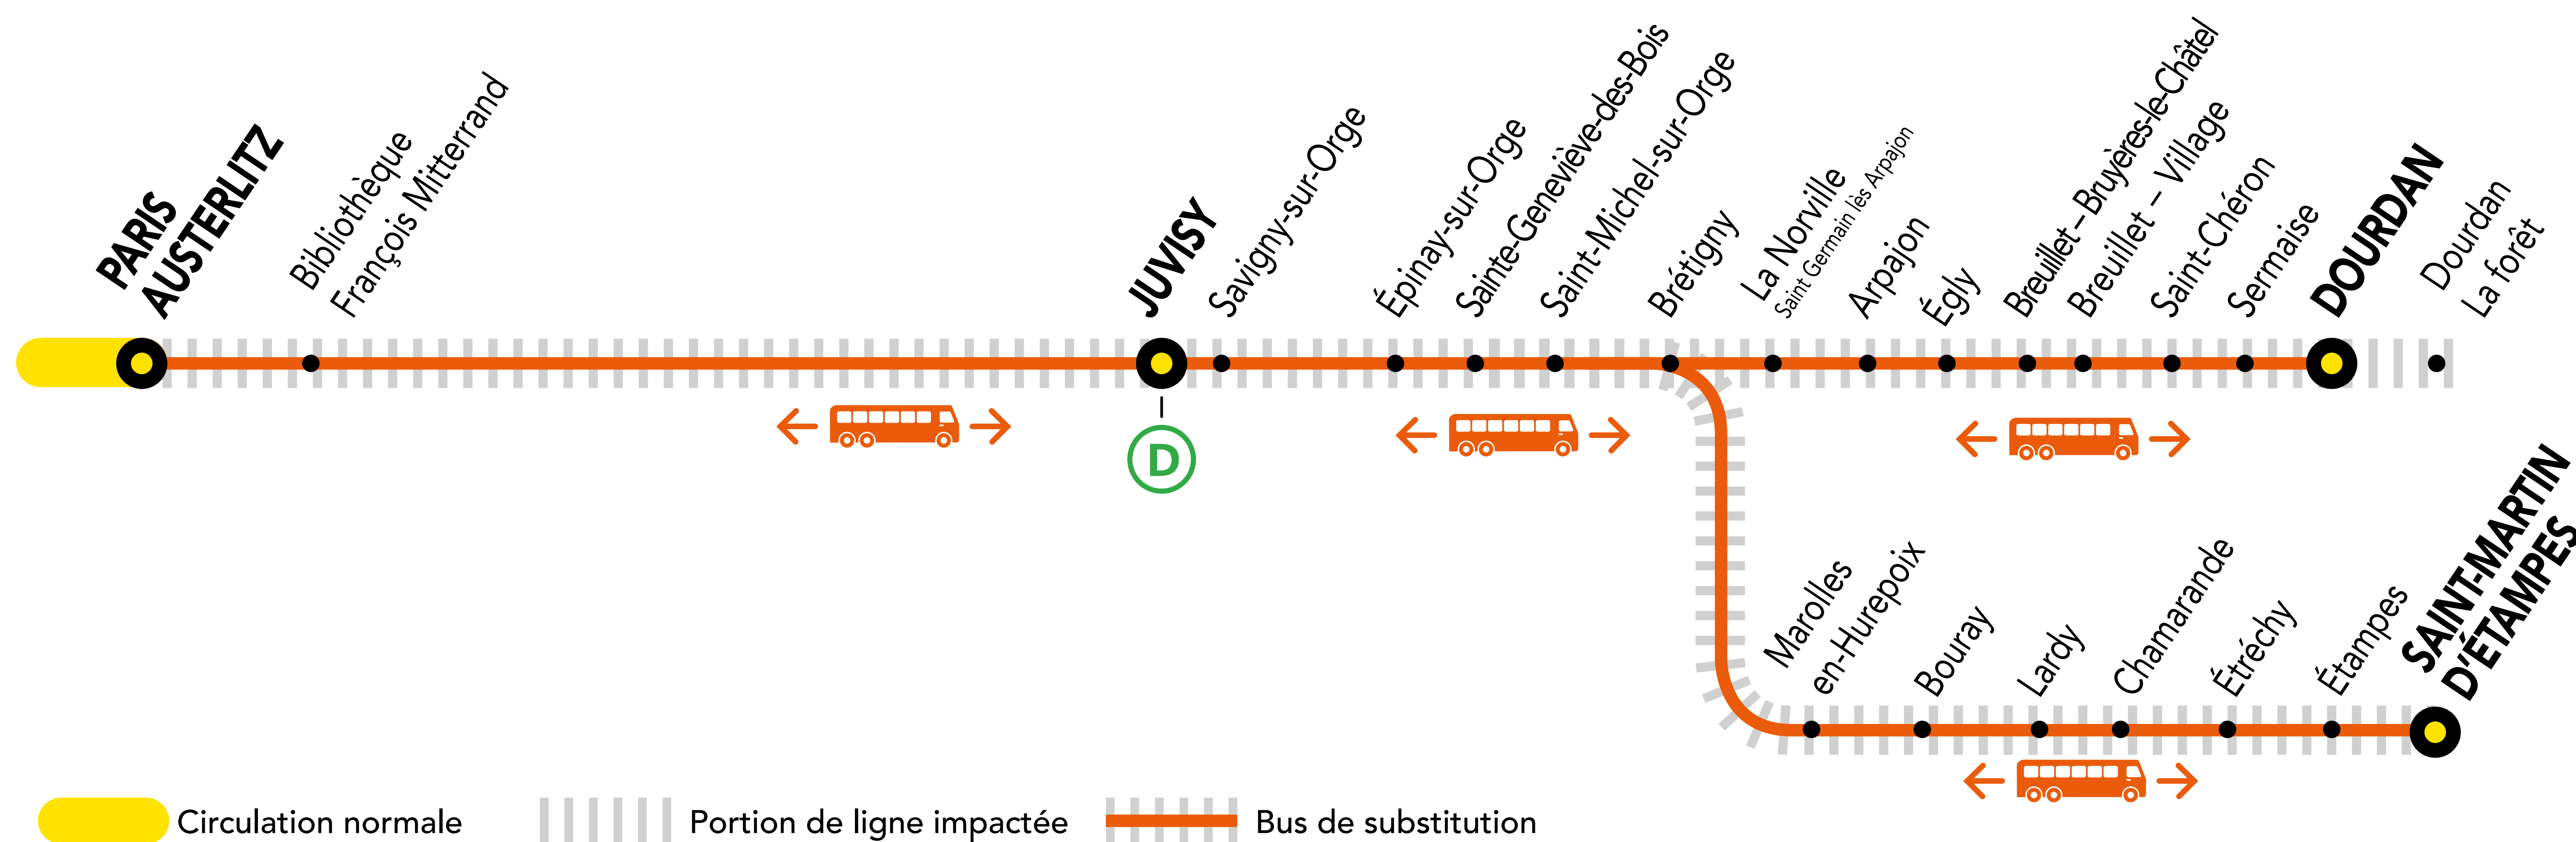 PARIS
AUSTERLITZ
Bibliothèque
François Mitterrand
JUVISY
Savigny-sur-Orge
Épinay-sur-Orge
Sainte-Geneviève-des-Bois
Saint-Michel-sur-Orge
Brétigny
La Norville
Saint Germain lès Arpajon
Arpajon
Égly
Breuillet – Bruyères-le-Châtel
Breuillet – Village
Saint-Chéron
Sermaise
DOURDAN
Dourdan
La forêt
D
Marolles
en-Hurepoix
Bouray
Lardy
Chamarande
Étréchy
Étampes
SAINT-MARTIN
D'ÉTAMPES
Circulation normale
Portion de ligne impactée
Bus de substitution